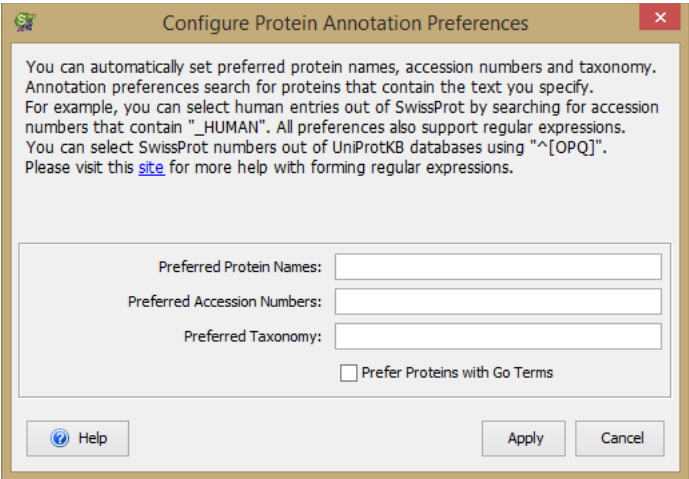 Configure Protein Annotation Preferences
You can automatically set preferred protein names, accession numbers and taxonomy.
Annotation preferences search for proteins that contain the text you specify.
For example, you can select human entries out of SwissProt by searching for accession
numbers that contain "_HUMAN". All preferences also support regular expressions.
You can select SwissProt numbers out of UniProtKB databases using "^[OPQ]".
Please visit this site for more help with forming regular expressions.
Preferred Protein Names:
Preferred Accession Numbers:
Preferred Taxonomy:
Prefer Proteins with Go Terms
Help
Apply
Cancel